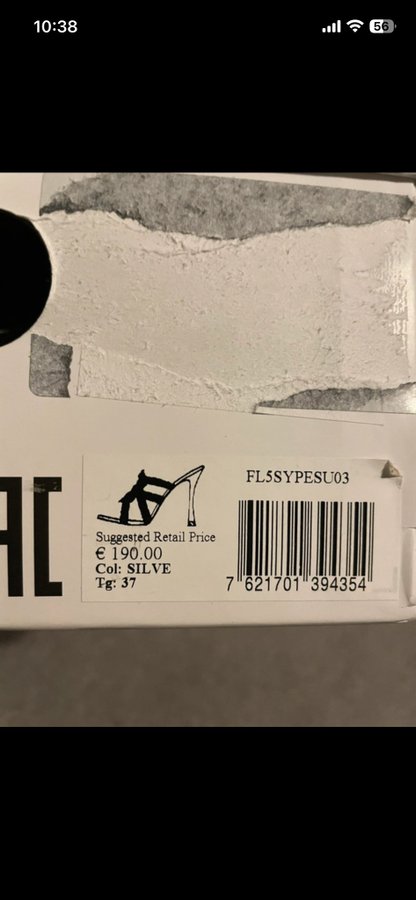 10:38
56
FL5SYPESU03
Suggested Retail Price
€ 190.00
Col: SILVE
Tg: 37
7 621701 394354